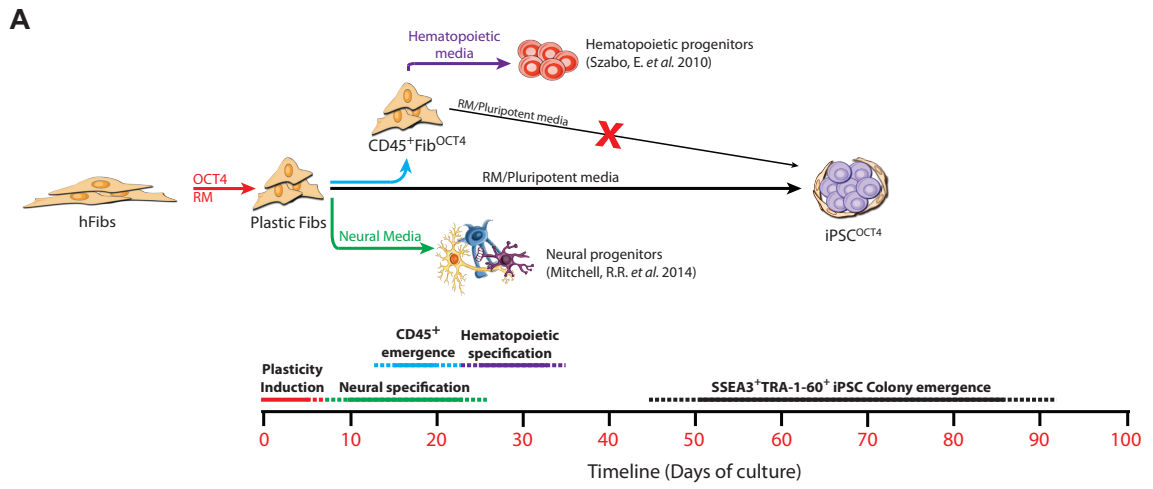 A
Hematopoietic
media
Hematopoietic progenitors
(Szabo, E. et al. 2010)
RM/Pluripotent media
X
CD45+FibOCT4
OCT4
RM
RM/Pluripotent media
hFibs
Plastic Fibs
iPSCOCT4
Neural Media
Neural progenitors
(Mitchell, R.R. et al. 2014)
CD45+
emergence
Hematopoietic
specification
Plasticity
Induction
Neural specification
SSEA3+TRA-1-60+ iPSC Colony emergence
0 10 20 30 40 50 60 70 80 90 100
Timeline (Days of culture)